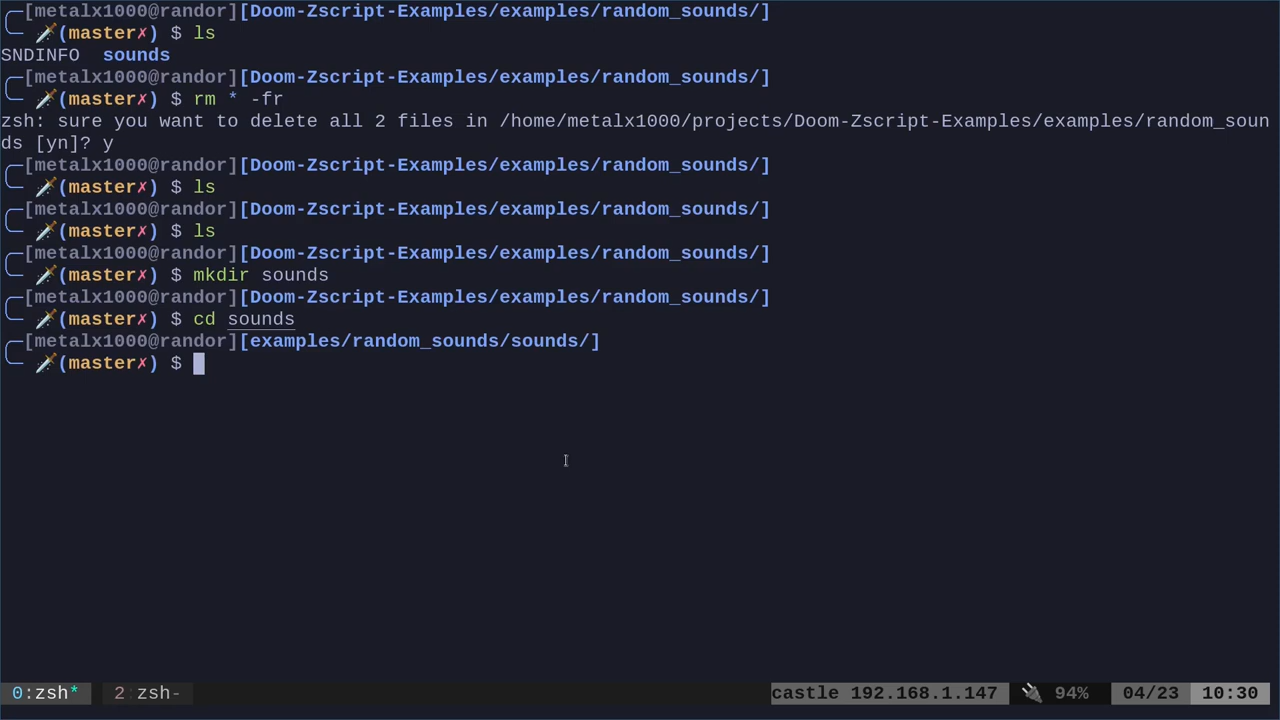 [metalx1000@randor][Doom-Zscript-Examples/examples/random_sounds/]
(master✗) $ ls
SNDINFO  sounds
[metalx1000@randor][Doom-Zscript-Examples/examples/random_sounds/]
(master✗) $ rm * -fr
zsh: sure you want to delete all 2 files in /home/metalx1000/projects/Doom-Zscript-Examples/examples/random_soun
ds [yn]? y
[metalx1000@randor][Doom-Zscript-Examples/examples/random_sounds/]
(master✗) $ ls
[metalx1000@randor][Doom-Zscript-Examples/examples/random_sounds/]
(master✗) $ ls
[metalx1000@randor][Doom-Zscript-Examples/examples/random_sounds/]
(master✗) $ mkdir sounds
[metalx1000@randor][Doom-Zscript-Examples/examples/random_sounds/]
(master✗) $ cd sounds
[metalx1000@randor][examples/random_sounds/sounds/]
(master✗) $
0:zsh* 2:zsh- castle 192.168.1.147 94% 04/23 10:30